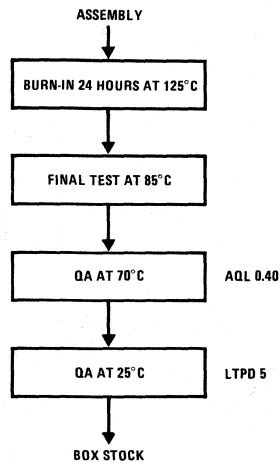 ASSEMBLY
BURN-IN 24 HOURS AT 125°C
FINAL TEST AT 85°C
QA AT 70°C AQL 0.40
QA AT 25°C LTPD 5
BOX STOCK